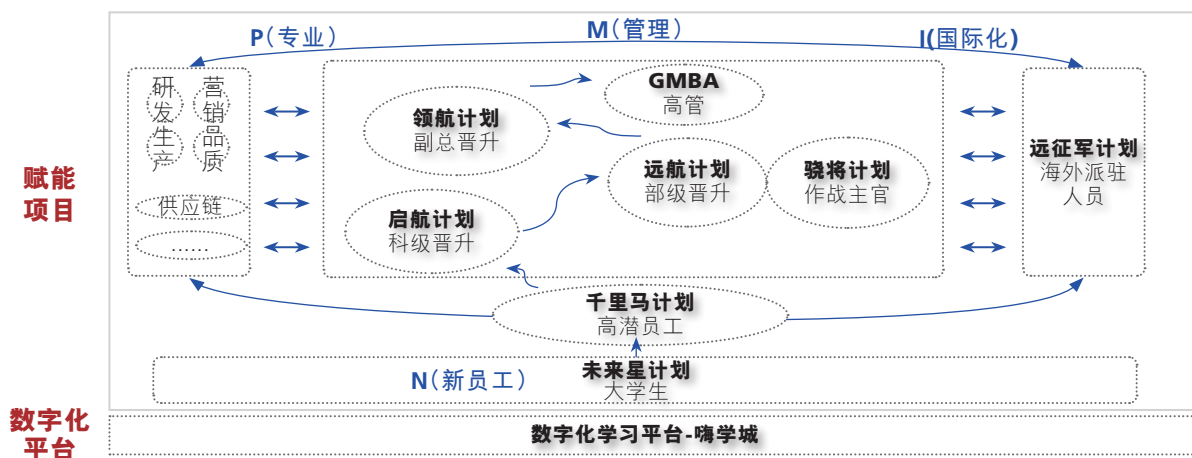 P(专业)
M(管理)
I(国际化)
研发
营销
生产
品质
供应链
......
GMBA
高管
领航计划
副总晋升
远航计划
部级晋升
骁将计划
作战主官
启航计划
科级晋升
远征军计划
海外派驻
人员
赋能
项目
千里马计划
高潜员工
N(新员工)
未来星计划
大学生
数字化
平台
数字化学习平台-嗨学城